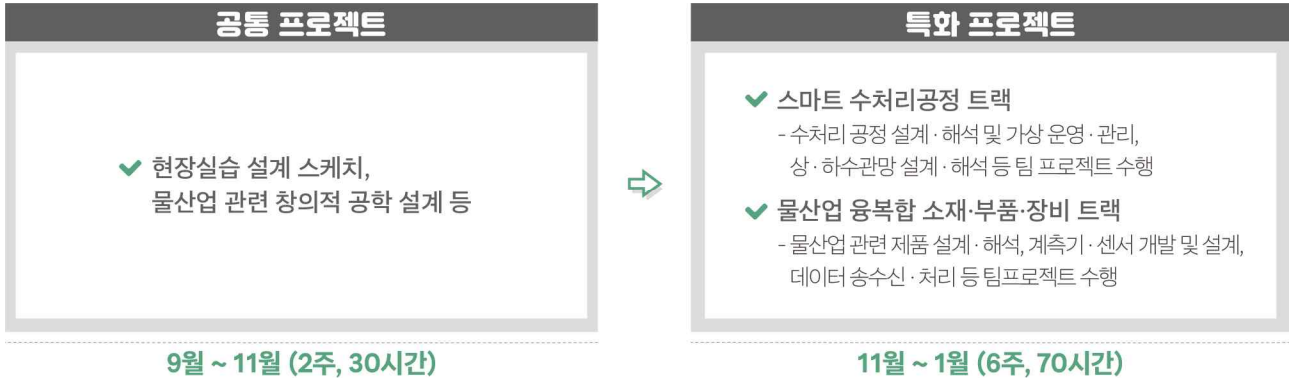 공통 프로젝트
현장실습 설계 스케치,
물산업 관련 창의적 공학 설계 등
9월 ~ 11월 (2주, 30시간)
특화 프로젝트
스마트 수처리공정 트랙
- 수처리 공정 설계·해석 및 가상 운영·관리,
상·하수관망 설계·해석 등 팀 프로젝트 수행
물산업 융복합 소재·부품·장비 트랙
- 물산업 관련 제품 설계·해석, 계측기·센서 개발 및 설계,
데이터 송수신·처리 등 팀프로젝트 수행
11월 ~ 1월 (6주, 70시간)